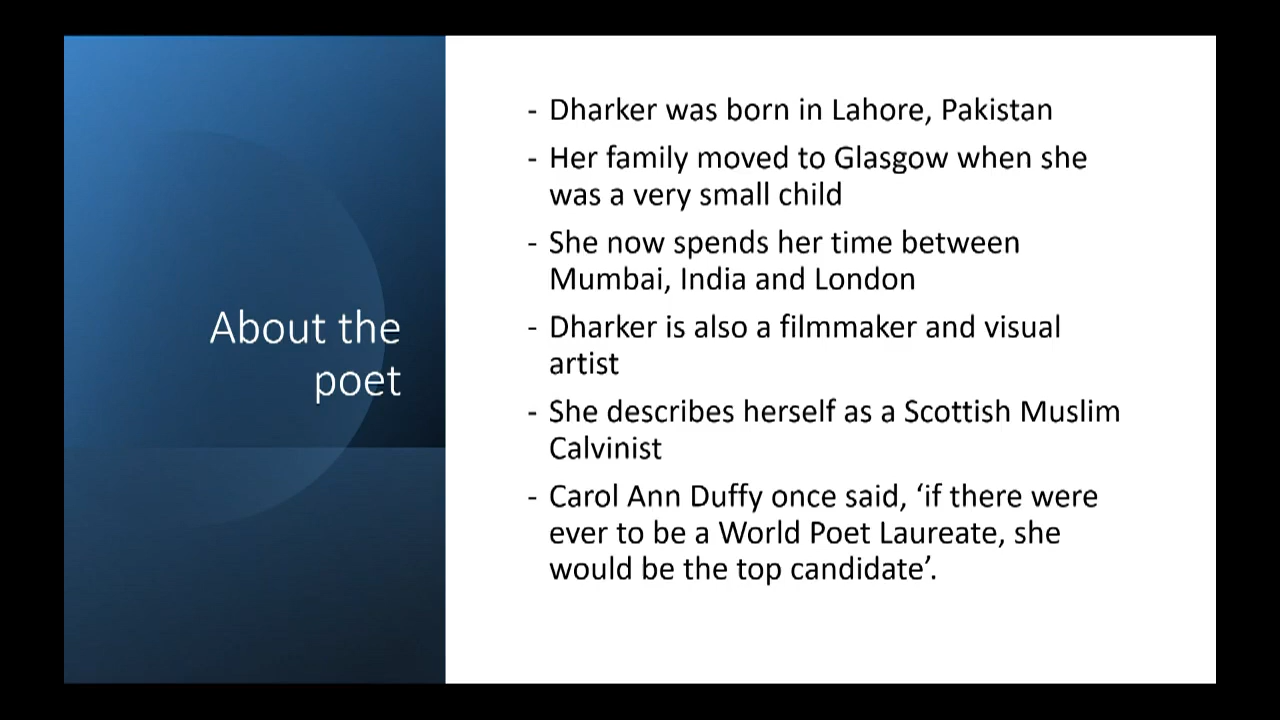 About the
poet
- Dharker was born in Lahore, Pakistan
- Her family moved to Glasgow when she
was a very small child
- She now spends her time between
Mumbai, India and London
- Dharker is also a filmmaker and visual
artist
- She describes herself as a Scottish Muslim
Calvinist
- Carol Ann Duffy once said, ‘if there were
ever to be a World Poet Laureate, she
would be the top candidate’.